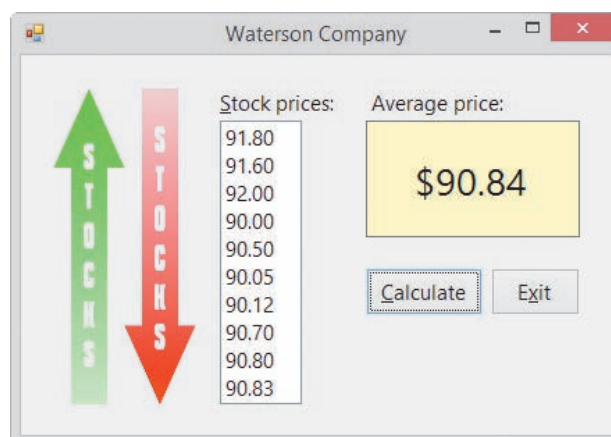 Waterson Company
STOCKS
STOCKS
Stock prices:
91.80
91.60
92.00
90.00
90.50
90.05
90.12
90.70
90.80
90.83
Average price:
$90.84
Calculate
Exit